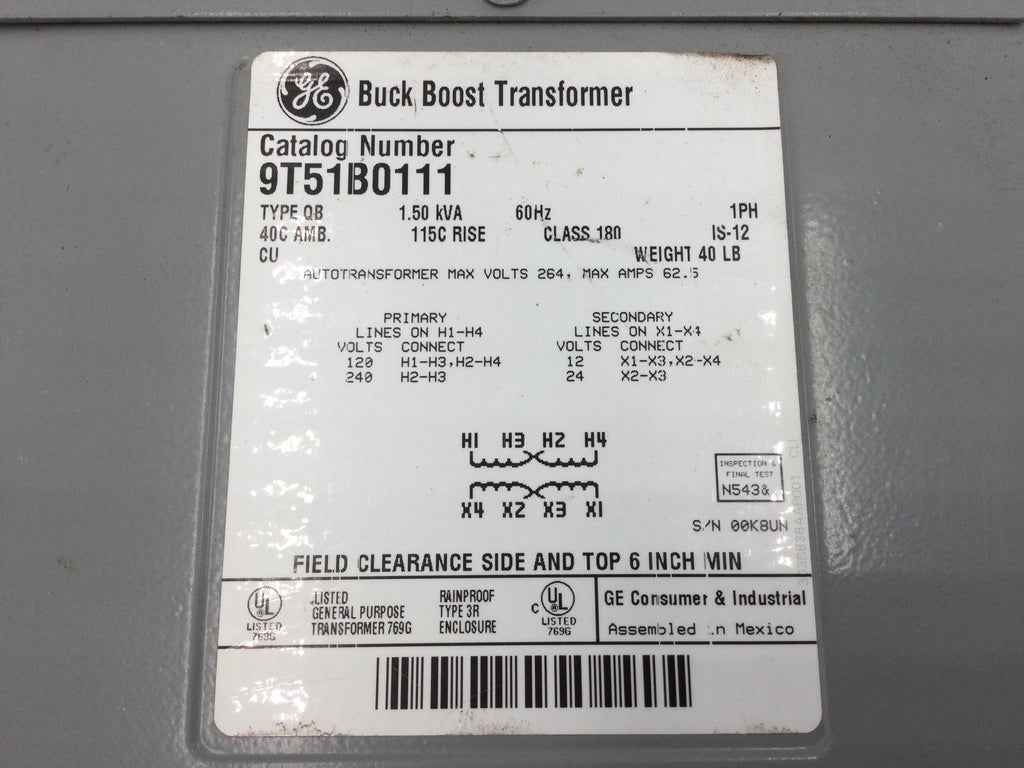 GE Buck Boost Transformer
Catalog Number
9T51B0111
TYPE QB 1.50 kVA 60Hz 1PH
40C AMB. 115C RISE CLASS 180 IS-12
CU WEIGHT 40 LB
AUTOTRANSFORMER MAX VOLTS 264, MAX AMPS 62.5
PRIMARY SECONDARY
LINES ON H1-H4 LINES ON X1-X4
VOLTS CONNECT VOLTS CONNECT
120 H1-H3,H2-H4 12 X1-X3,X2-X4
240 H2-H3 24 X2-X3
H1 H3 H2 H4
X4 X2 X3 X1
INSPECTION &
FINAL TEST
N543&
S/N 00K8UN
FIELD CLEARANCE SIDE AND TOP 6 INCH MIN
UL ® LISTED 769G
LISTED
GENERAL PURPOSE
TRANSFORMER 769G
RAINPROOF
TYPE 3R
ENCLOSURE
C UL ® LISTED 769G
GE Consumer & Industrial
Assembled in Mexico